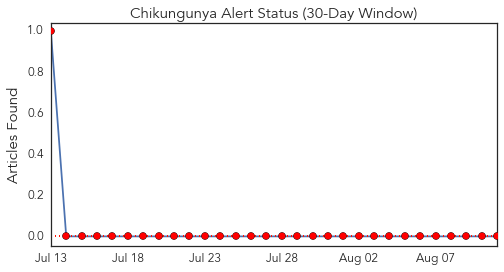 Chikungunya Alert Status (30-Day Window)
Articles Found
1.0
0.8
0.6
0.4
0.2
0.0
Jul 13 Jul 18 Jul 23 Jul 28 Aug 02 Aug 07